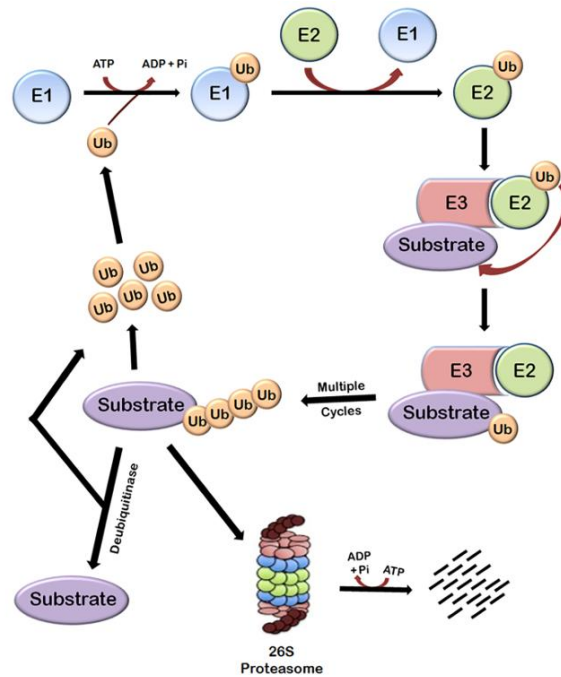 E2
E1
ATP
ADP + Pi
Ub
E1
E1
E2
Ub
Ub
Ub
E3
E2
Substrate
Ub
Ub
Ub
Ub
Ub
E3
E2
Substrate
Ub
Multiple
Cycles
Substrate
Ub
Ub
Ub
Ub
Deubiquitinase
Substrate
ADP
+ Pi
ATP
26S
Proteasome